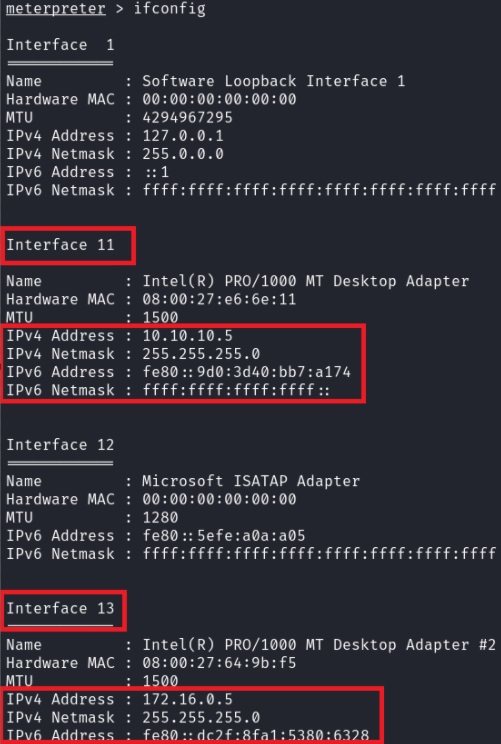 meterpreter > ifconfig
Interface  1
============
Name         : Software Loopback Interface 1
Hardware MAC : 00:00:00:00:00:00
MTU          : 4294967295
IPv4 Address : 127.0.0.1
IPv4 Netmask : 255.0.0.0
IPv6 Address : ::1
IPv6 Netmask : ffff:ffff:ffff:ffff:ffff:ffff:ffff:ffff
Interface 11
============
Name         : Intel(R) PRO/1000 MT Desktop Adapter
Hardware MAC : 08:00:27:e6:6e:11
MTU          : 1500
IPv4 Address : 10.10.10.5
IPv4 Netmask : 255.255.255.0
IPv6 Address : fe80::9d0:3d40:bb7:a174
IPv6 Netmask : ffff:ffff:ffff:ffff::
Interface 12
============
Name         : Microsoft ISATAP Adapter
Hardware MAC : 00:00:00:00:00:00
MTU          : 1280
IPv6 Address : fe80::5efe:a0a:a05
IPv6 Netmask : ffff:ffff:ffff:ffff:ffff:ffff:ffff:ffff
Interface 13
============
Name         : Intel(R) PRO/1000 MT Desktop Adapter #2
Hardware MAC : 08:00:27:64:9b:f5
MTU          : 1500
IPv4 Address : 172.16.0.5
IPv4 Netmask : 255.255.255.0
IPv6 Address : fe80::dc2f:8fa1:5380:6328